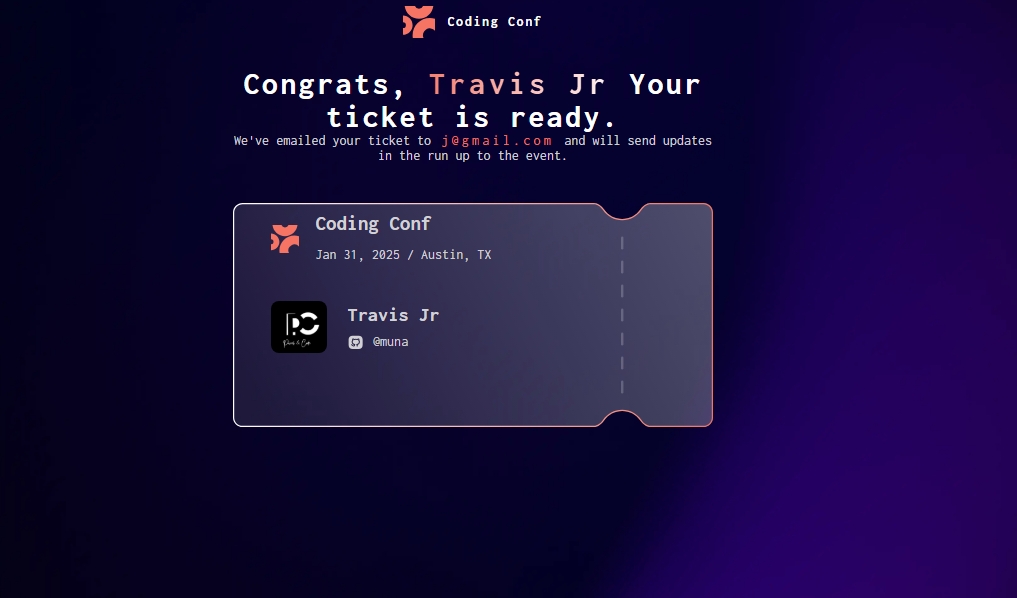 Coding Conf
Congrats, Travis Jr Your
ticket is ready.
We've emailed your ticket to j@gmail.com and will send updates
in the run up to the event.
Coding Conf
Jan 31, 2025 / Austin, TX
Travis Jr
@muna